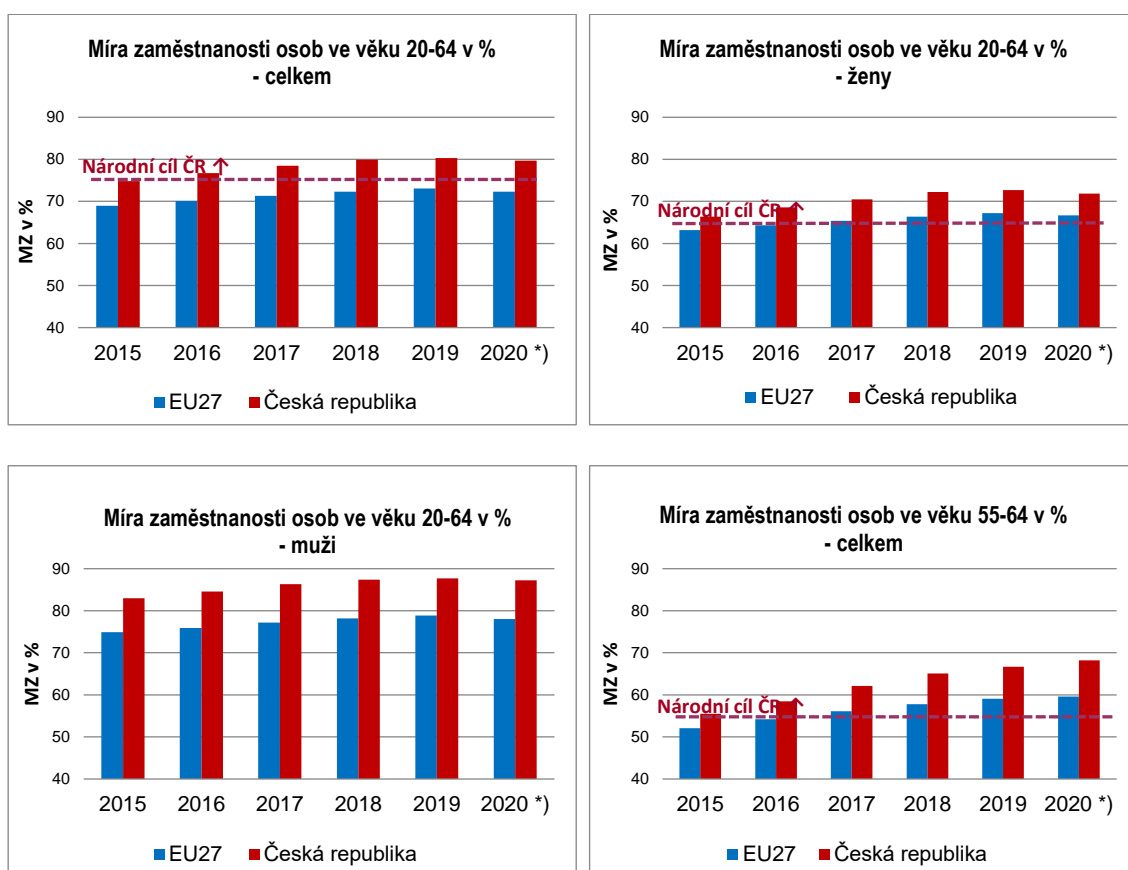 Míra zaměstnanosti osob ve věku 20-64 v %
- celkem
90
80
70
60
50
40
MZ v %
Národní cíl ČR ↑
2015 2016 2017 2018 2019 2020 *)
EU27 Česká republika
Míra zaměstnanosti osob ve věku 20-64 v %
- ženy
90
80
70
60
50
40
MZ v %
Národní cíl ČR ↑
2015 2016 2017 2018 2019 2020 *)
EU27 Česká republika
Míra zaměstnanosti osob ve věku 20-64 v %
- muži
90
80
70
60
50
40
MZ v %
2015 2016 2017 2018 2019 2020 *)
EU27 Česká republika
Míra zaměstnanosti osob ve věku 55-64 v %
- celkem
90
80
70
60
50
40
MZ v %
Národní cíl ČR ↑
2015 2016 2017 2018 2019 2020 *)
EU27 Česká republika